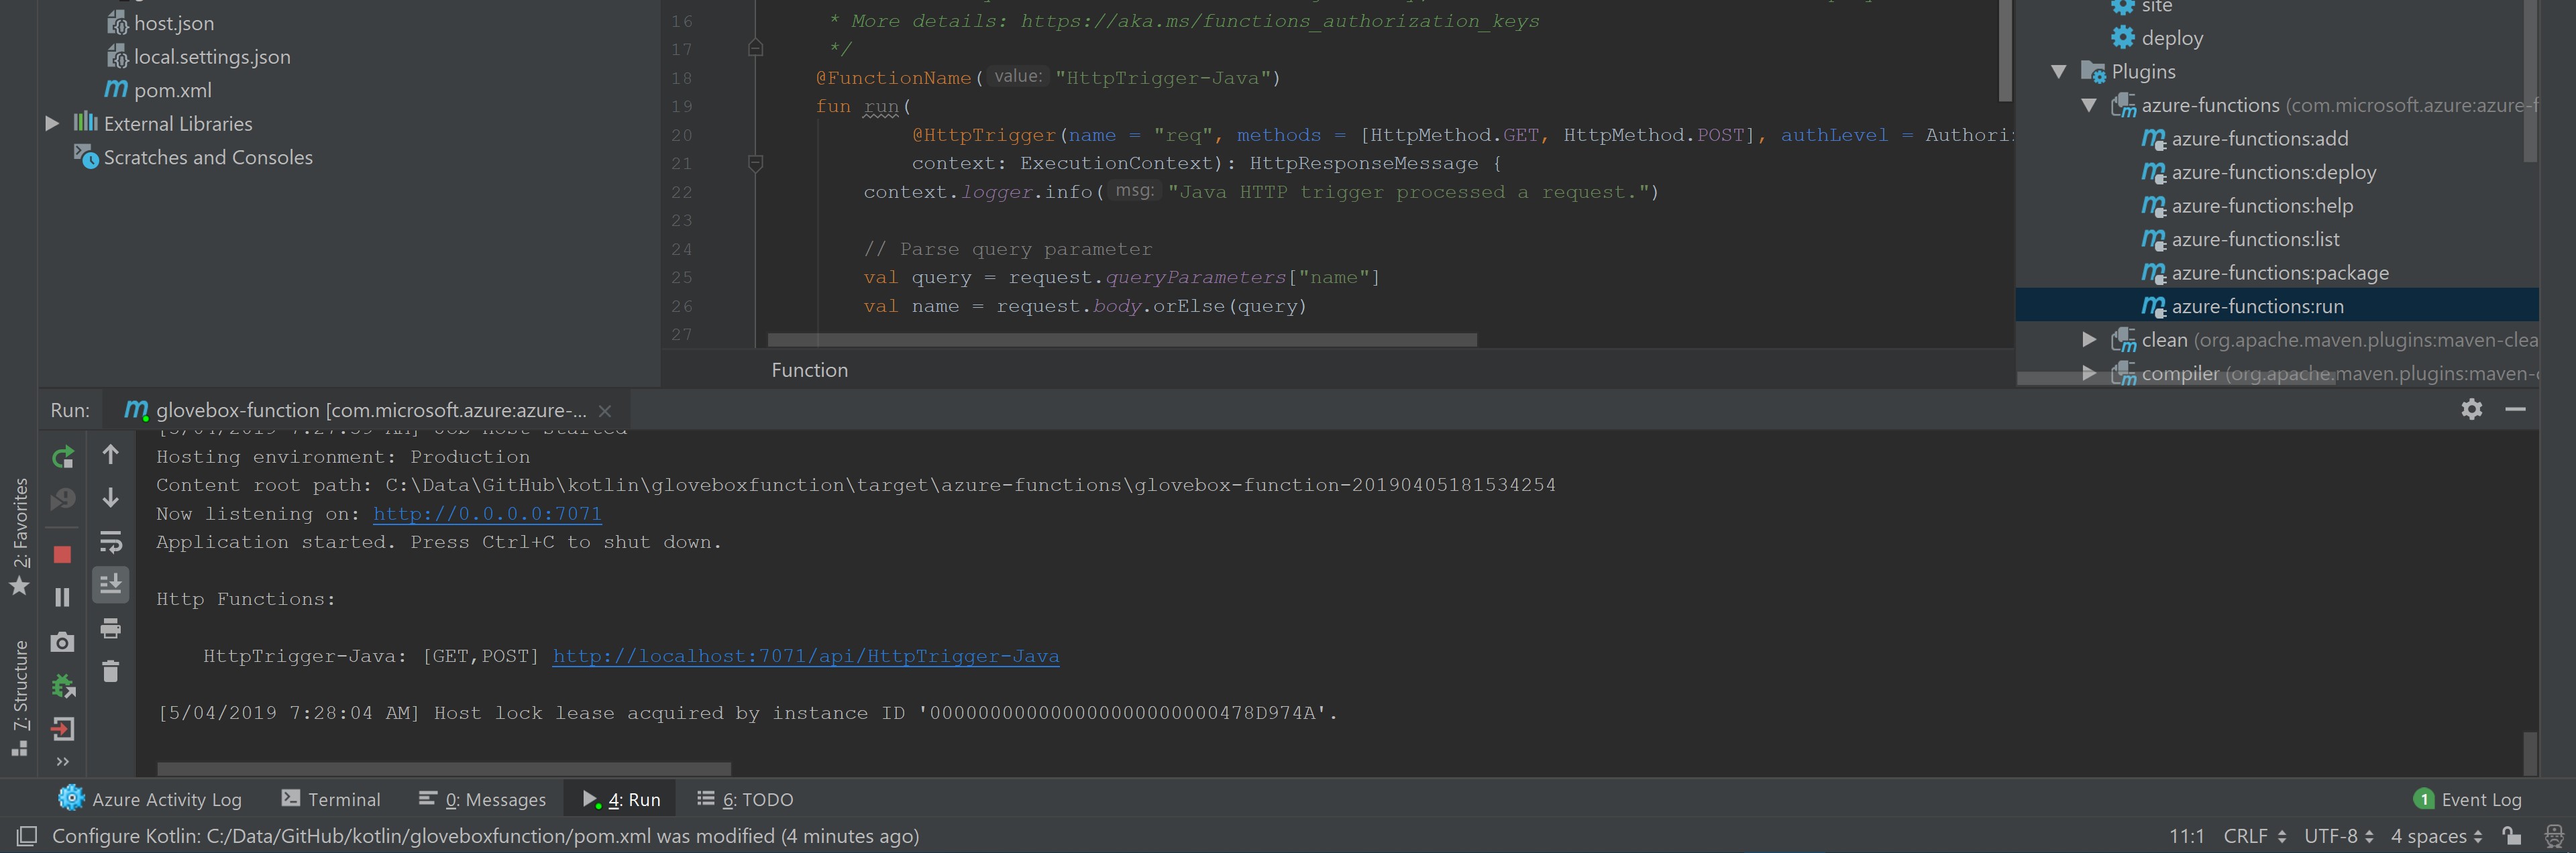 host.json
local.settings.json
pom.xml
External Libraries
Scratches and Consoles
16 * More details: https://aka.ms/functions_authorization_keys
17 */
18 @FunctionName( value: "HttpTrigger-Java")
19 fun run(
20 @HttpTrigger(name = "req", methods = [HttpMethod.GET, HttpMethod.POST], authLevel = Authori
21 context: ExecutionContext): HttpResponseMessage {
22 context.logger.info( msg: "Java HTTP trigger processed a request.")
23
24 // Parse query parameter
25 val query = request.queryParameters["name"]
26 val name = request.body.orElse(query)
27
Function
site
deploy
Plugins
azure-functions (com.microsoft.azure:azure-f
azure-functions:add
azure-functions:deploy
azure-functions:help
azure-functions:list
azure-functions:package
azure-functions:run
clean (org.apache.maven.plugins:maven-clea
compiler (org.apache.maven.plugins:maven-c
Run: glovebox-function [com.microsoft.azure:azure-...
[5/04/2019 7:27:59 AM] Job host started
Hosting environment: Production
Content root path: C:\Data\GitHub\kotlin\gloveboxfunction\target\azure-functions\glovebox-function-20190405181534254
Now listening on: http://0.0.0.0:7071
Application started. Press Ctrl+C to shut down.
Http Functions:
HttpTrigger-Java: [GET,POST] http://localhost:7071/api/HttpTrigger-Java
[5/04/2019 7:28:04 AM] Host lock lease acquired by instance ID '000000000000000000000000478D974A'.
2: Favorites
7: Structure
Azure Activity Log Terminal 0: Messages 4: Run 6: TODO 1 Event Log
Configure Kotlin: C:/Data/GitHub/kotlin/gloveboxfunction/pom.xml was modified (4 minutes ago) 11:1 CRLF UTF-8 4 spaces